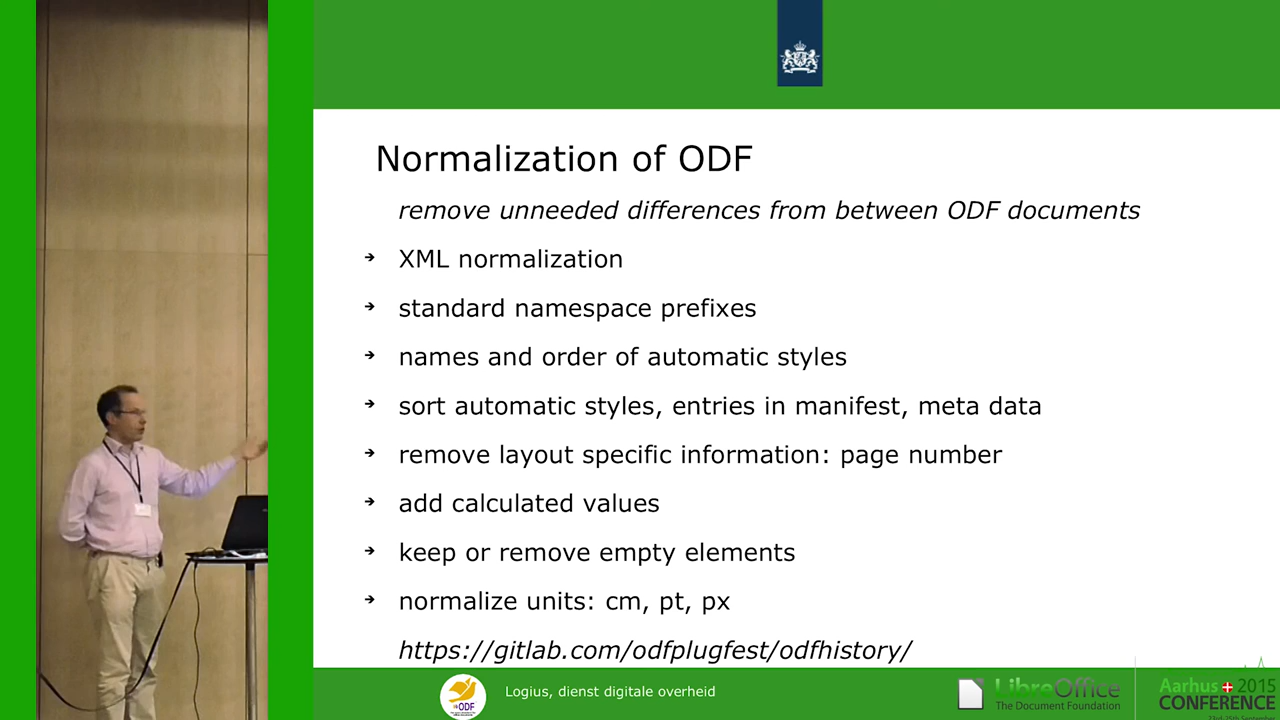 Normalization of ODF
remove unneeded differences from between ODF documents
➔ XML normalization
➔ standard namespace prefixes
➔ names and order of automatic styles
➔ sort automatic styles, entries in manifest, meta data
➔ remove layout specific information: page number
➔ add calculated values
➔ keep or remove empty elements
➔ normalize units: cm, pt, px
https://gitlab.com/odfplugfest/odfhistory/
ODF
Logius, dienst digitale overheid
LibreOffice
The Document Foundation
Aarhus 2015
CONFERENCE